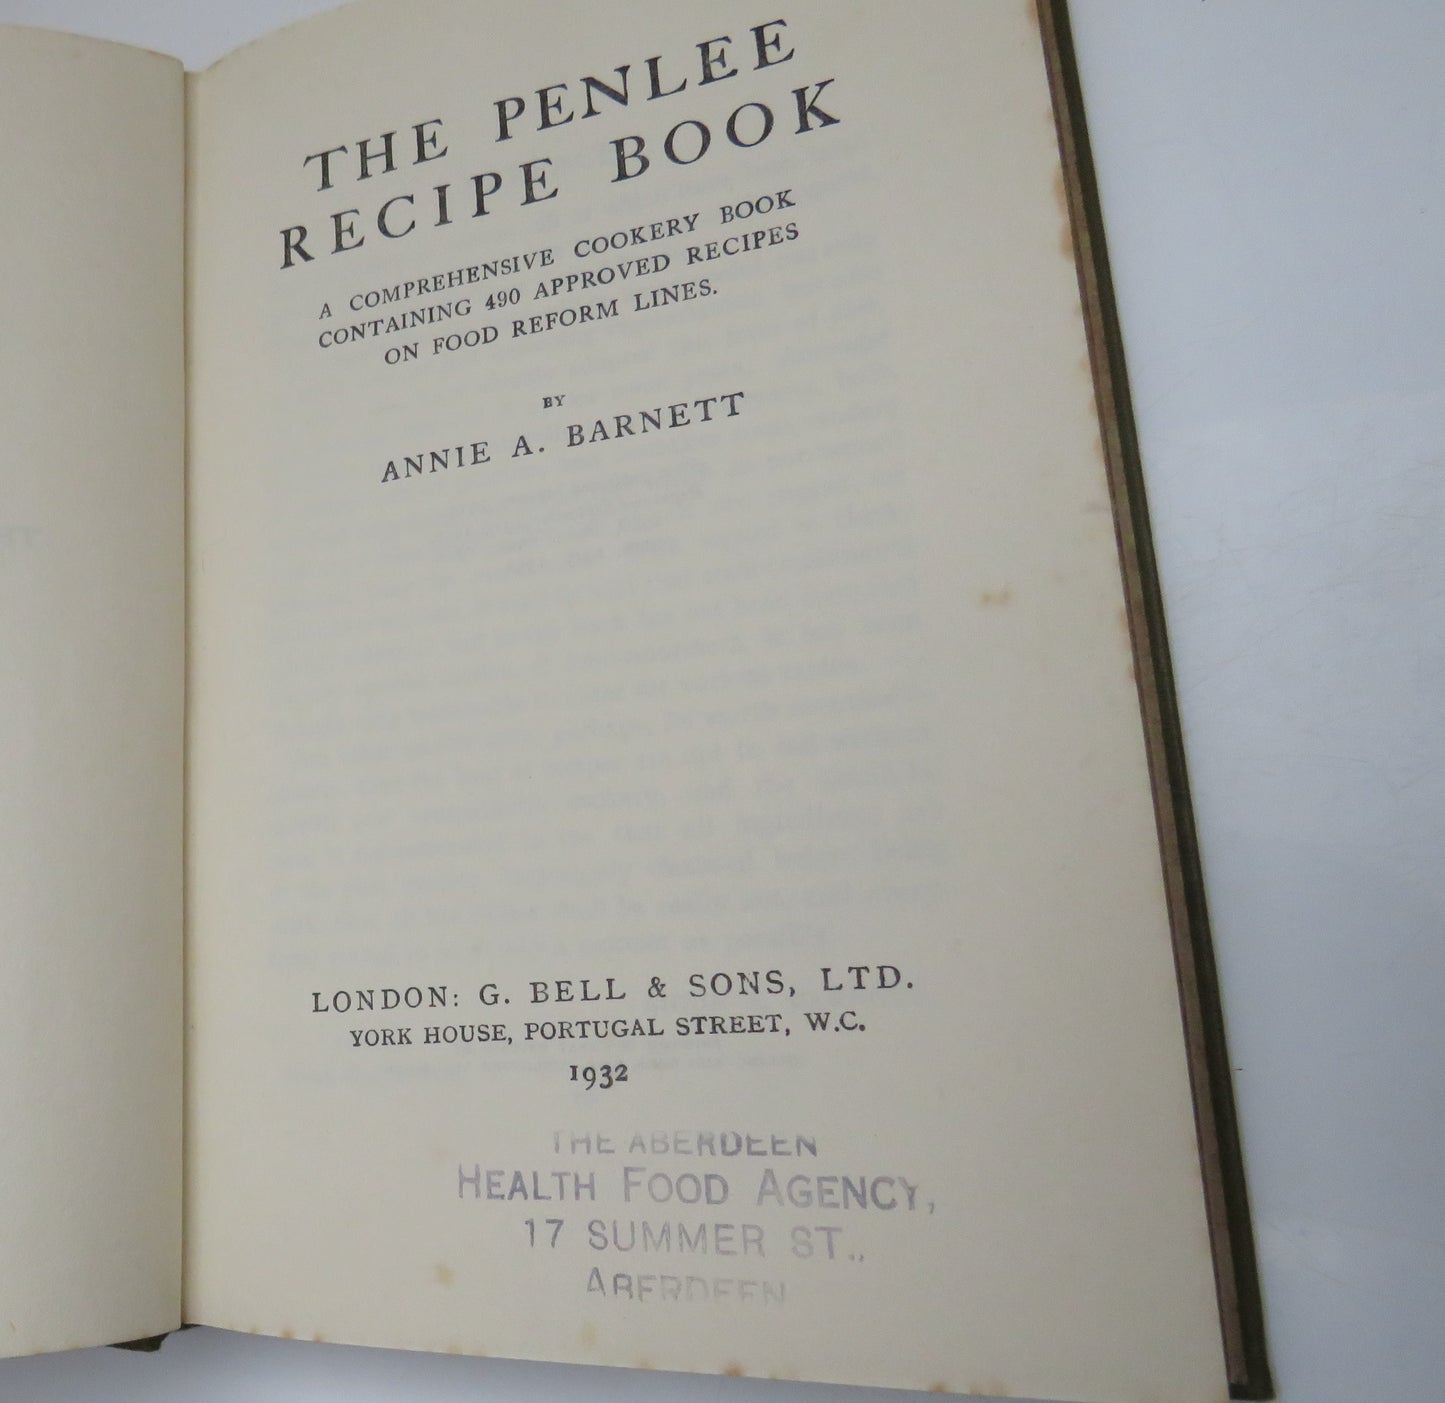 THE PENLEE
RECIPE BOOK
A COMPREHENSIVE COOKERY BOOK
CONTAINING 490 APPROVED RECIPES
ON FOOD REFORM LINES.
BY
ANNIE A. BARNETT
LONDON: G. BELL & SONS, LTD.
YORK HOUSE, PORTUGAL STREET, W.C.
1932
THE ABERDEEN
HEALTH FOOD AGENCY,
17 SUMMER ST.,
ABERDEEN